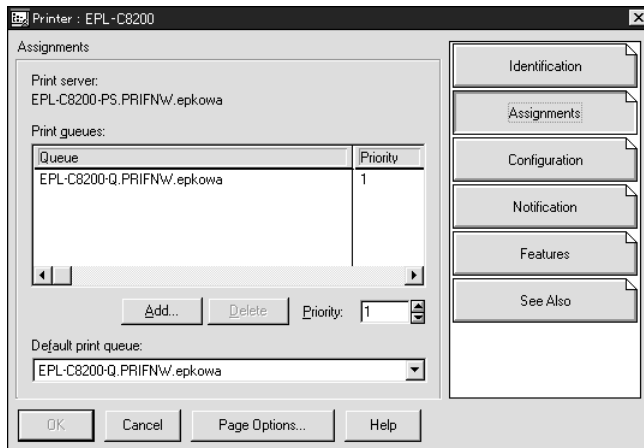 Printer : EPL-C8200
Assignments
Print server:
EPL-C8200-PS.PRIFNW.epkowa
Print queues:
Queue Priority
EPL-C8200-Q.PRIFNW.epkowa 1
Add... Delete Priority: 1
Default print queue:
EPL-C8200-Q.PRIFNW.epkowa
OK Cancel Page Options... Help
Identification
Assignments
Configuration
Notification
Features
See Also